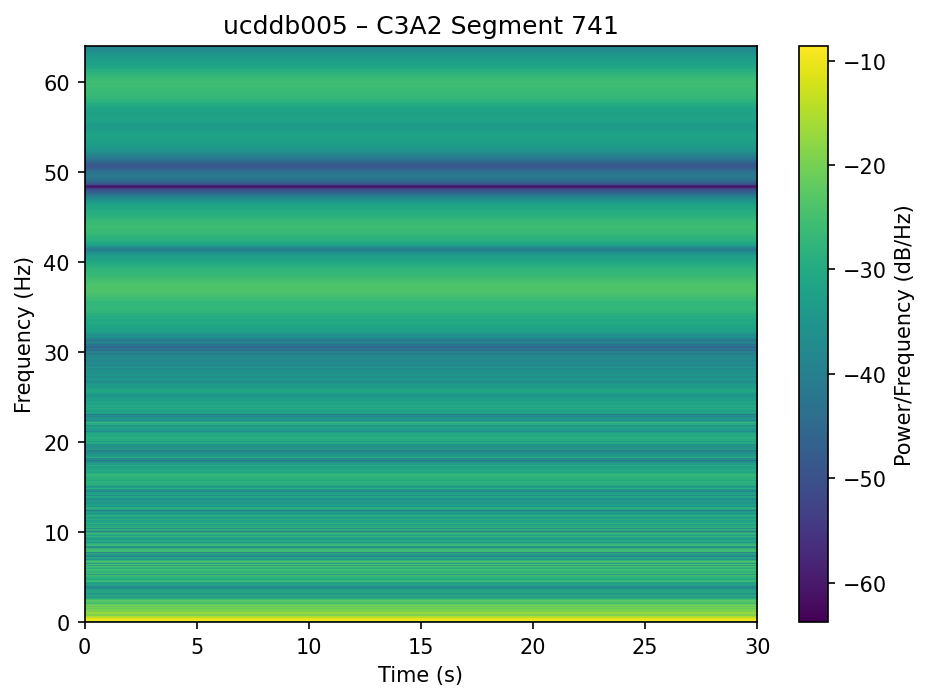 ucddb005 – C3A2 Segment 741
Frequency (Hz)
60
50
40
30
20
10
0
0 5 10 15 20 25 30
Time (s)
−10
−20
−30
−40
−50
−60
Power/Frequency (dB/Hz)